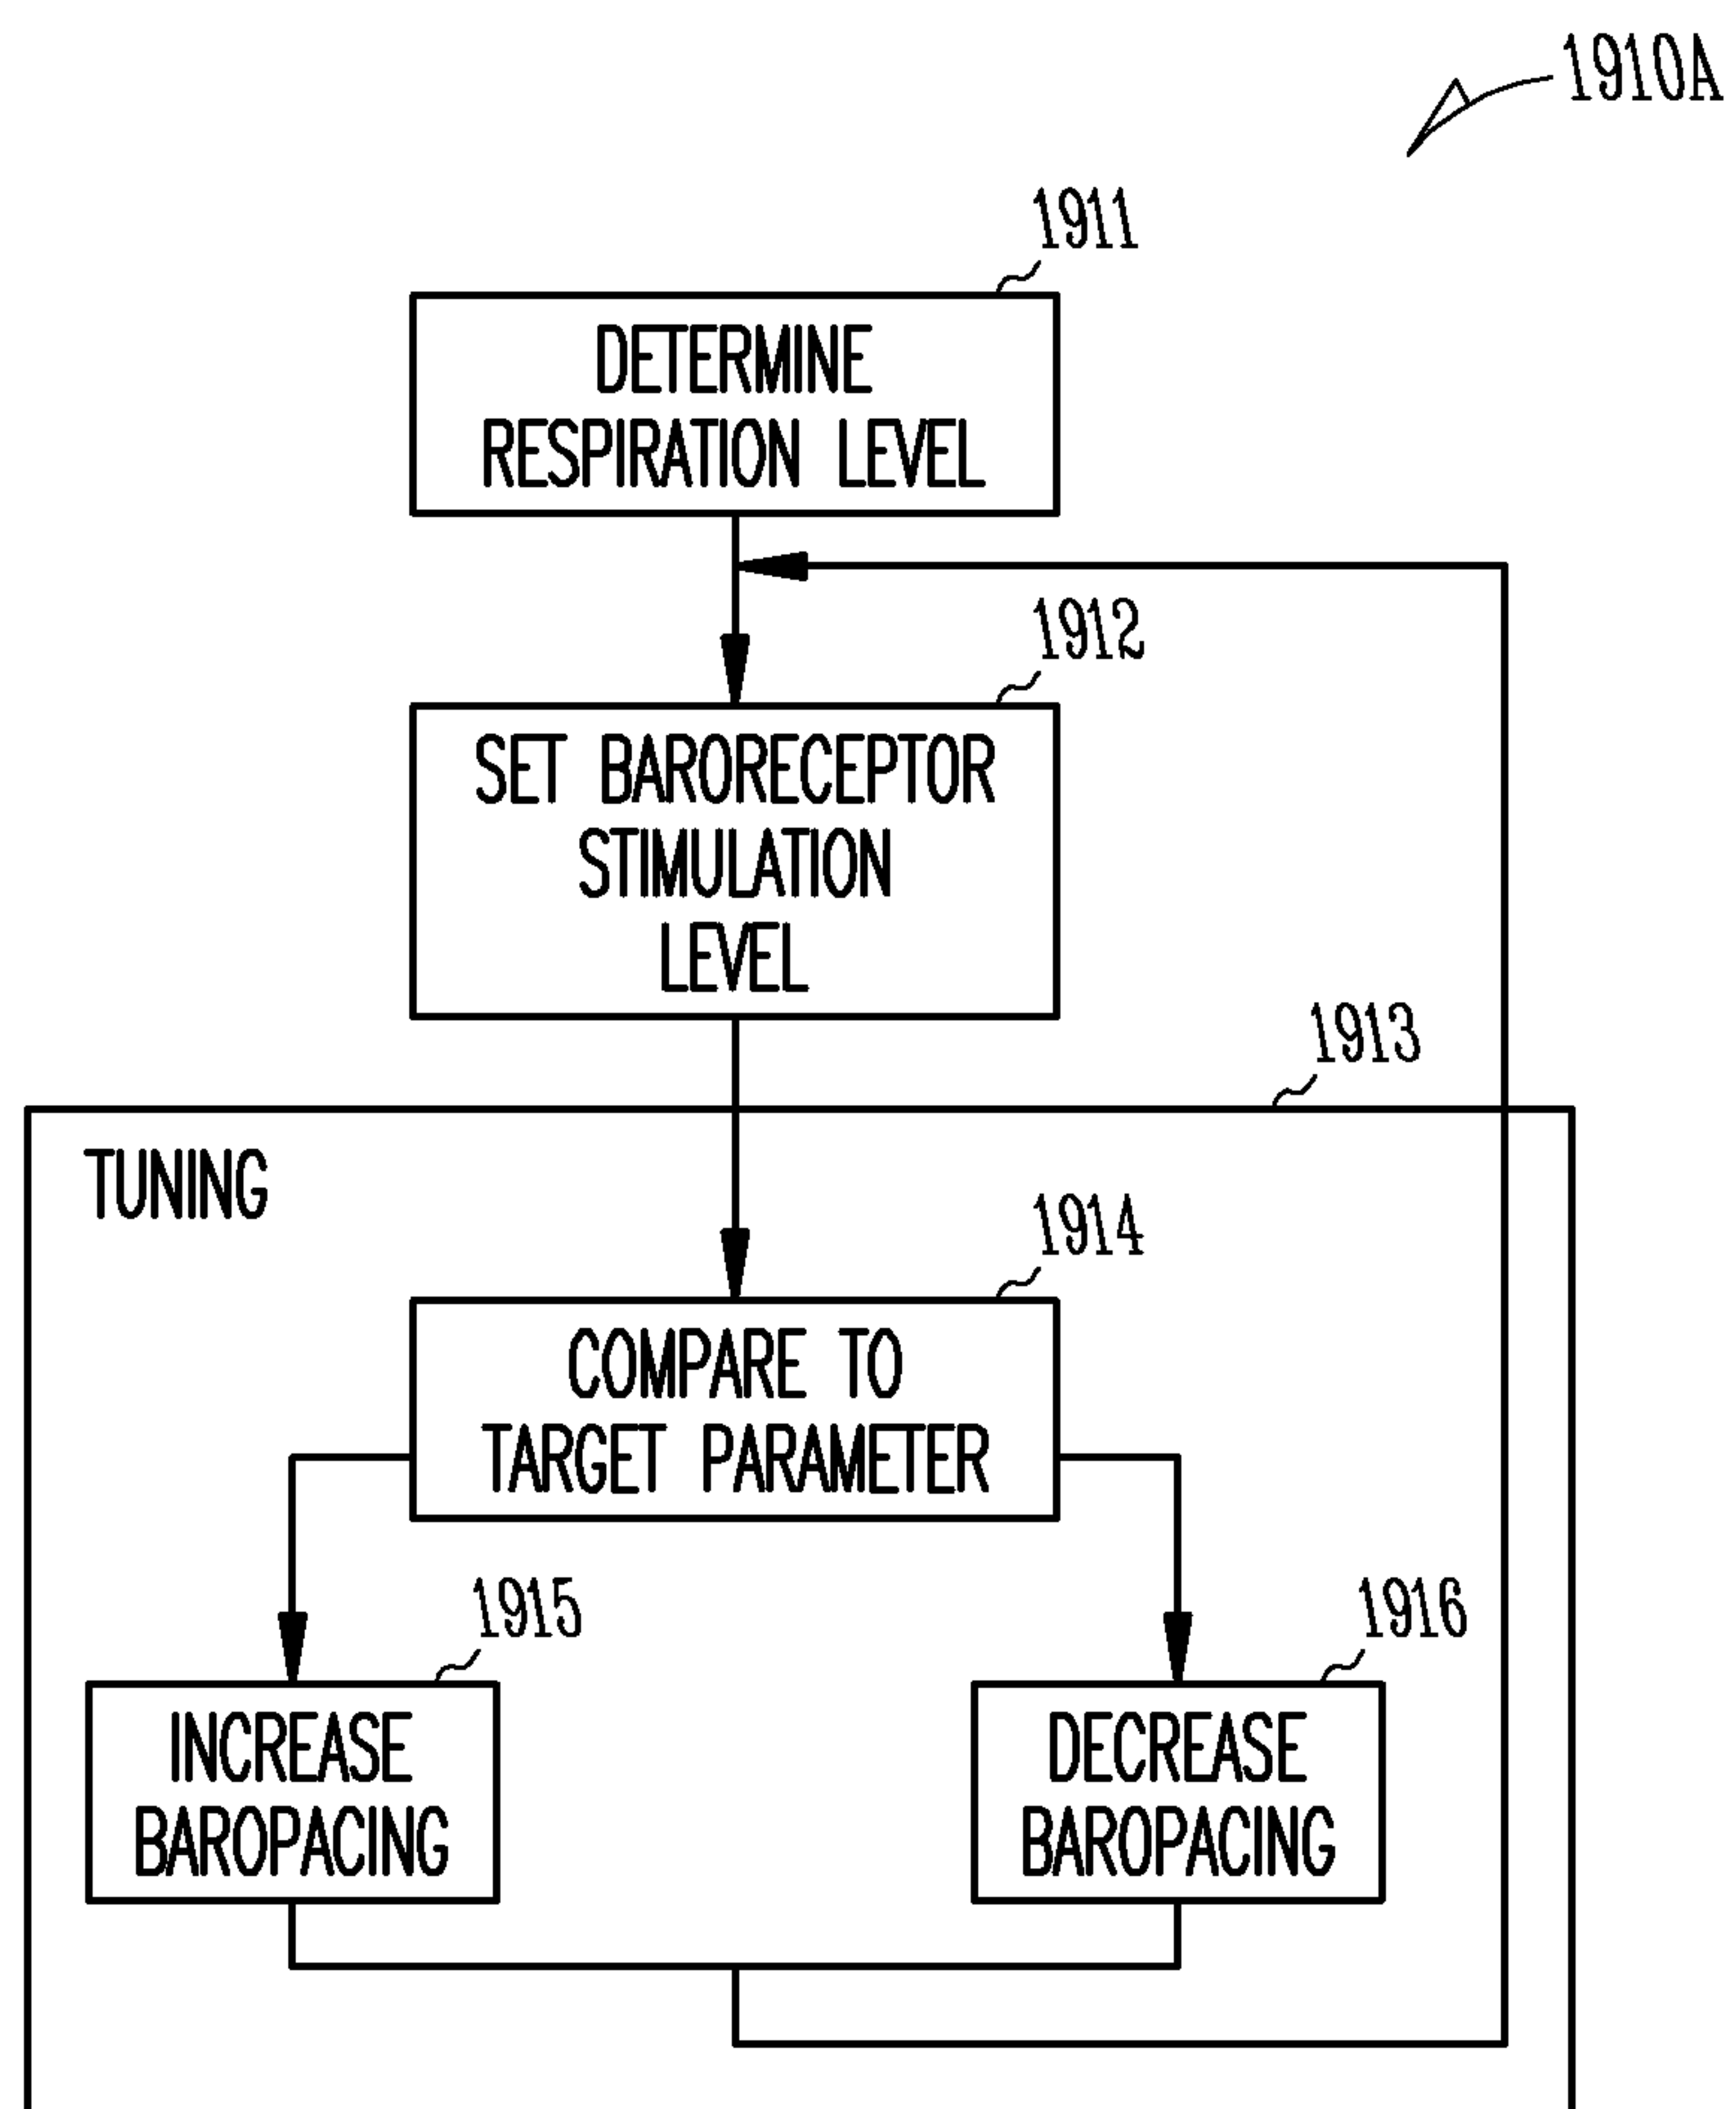 1910A
1911
DETERMINE
RESPIRATION LEVEL
1912
SET BARORECEPTOR
STIMULATION
LEVEL
1913
TUNING
1914
COMPARE TO
TARGET PARAMETER
1915
INCREASE
BAROPACING
1916
DECREASE
BAROPACING